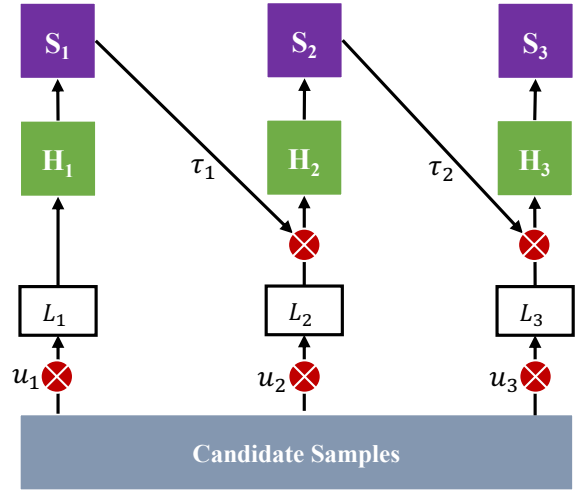 S₁ S₂ S₃
H₁ τ₁ H₂ τ₂ H₃
L₁ L₂ L₃
u₁ u₂ u₃
Candidate Samples